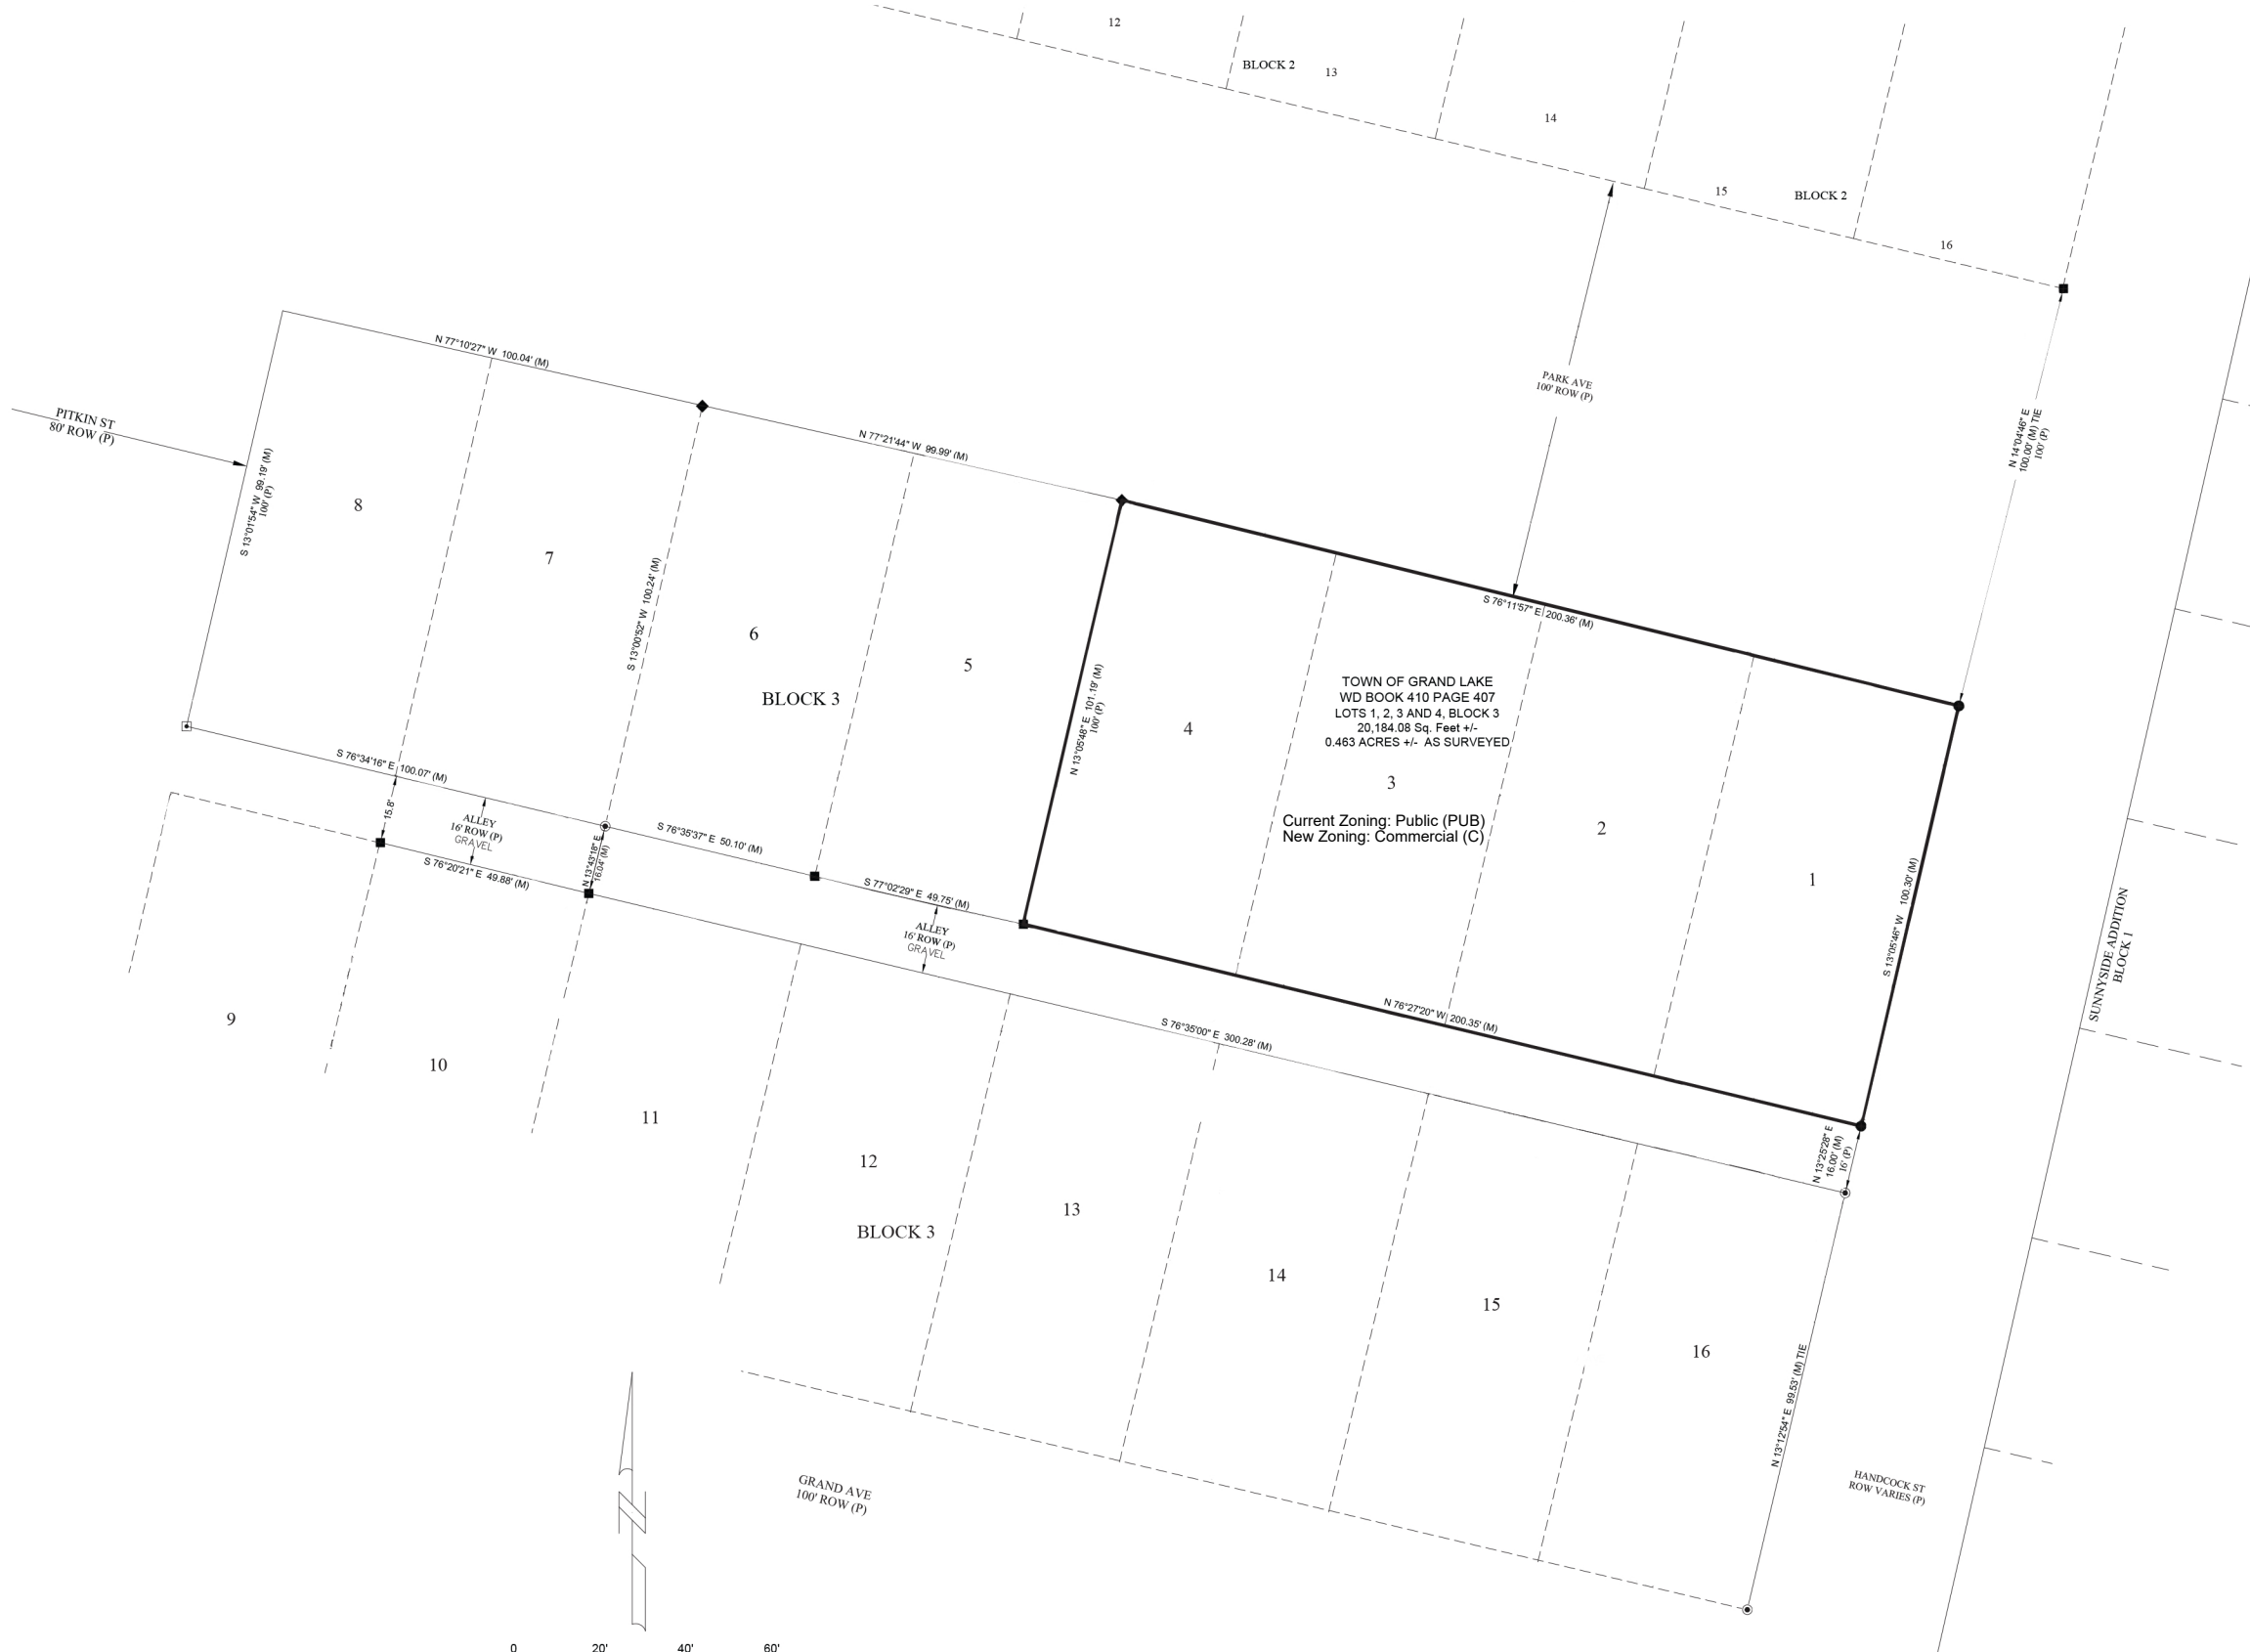 12
BLOCK 2
13
14
15
BLOCK 2
16
N 77°10'27" W  100.04' (M)
PITKIN ST
80' ROW (P)
S 13°01'54" W  99.19' (M)
100' (P)
8
7
S 13°00'52" W  100.24' (M)
N 77°21'44" W  99.99' (M)
6
5
BLOCK 3
PARK AVE
100' ROW (P)
N 14°04'46" E
100.00' (M) TIE
100' (P)
S 76°11'57" E  200.36' (M)
N 13°05'48" E  101.19' (M)
100' (P)
4
TOWN OF GRAND LAKE
WD BOOK 410 PAGE 407
LOTS 1, 2, 3 AND 4, BLOCK 3
20,184.08 Sq. Feet +/-
0.463 ACRES +/-  AS SURVEYED
3
Current Zoning: Public (PUB)
New Zoning: Commercial (C)
2
1
S 13°05'46" W  100.30' (M)
SUNNYSIDE ADDITION
BLOCK 1
S 76°34'16" E  100.07' (M)
15.8'
ALLEY
16' ROW (P)
GRAVEL
S 76°20'21" E  49.88' (M)
N 13°43'18" E
16.04' (M)
S 76°35'37" E  50.10' (M)
S 77°02'29" E  49.75' (M)
ALLEY
16' ROW (P)
GRAVEL
N 76°27'20" W  200.35' (M)
S 76°35'00" E  300.28' (M)
N 13°25'28" E
16.00' (M)
16' (P)
9
10
11
12
13
BLOCK 3
14
15
16
N 13°12'54" E  99.53' (M) TIE
GRAND AVE
100' ROW (P)
HANDCOCK ST
ROW VARIES (P)
0 20' 40' 60'